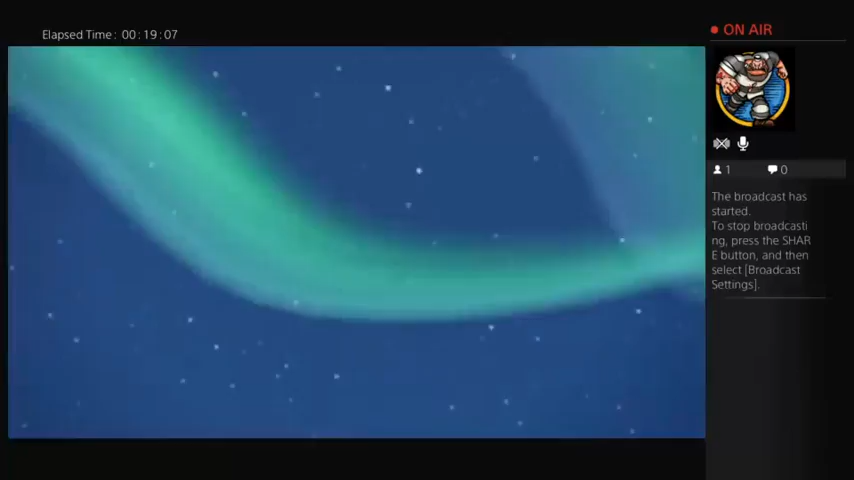 Elapsed Time: 00:19:07
ON AIR
1
0
The broadcast has
started.
To stop broadcasti
ng, press the SHAR
E button, and then
select [Broadcast
Settings].